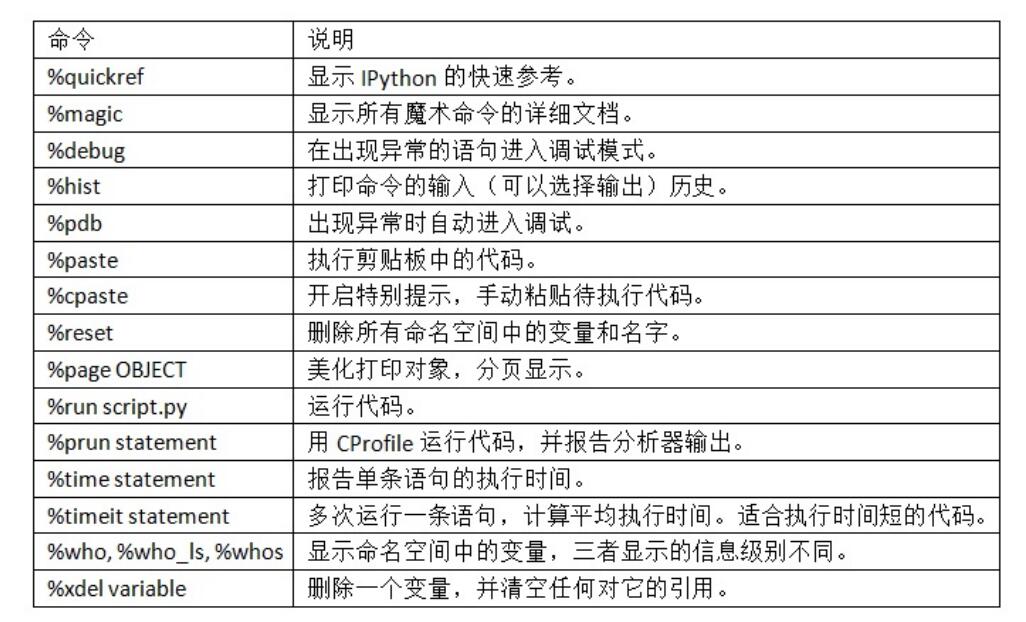 命令 说明
%quickref 显示 IPython 的快速参考。
%magic 显示所有魔术命令的详细文档。
%debug 在出现异常的语句进入调试模式。
%hist 打印命令的输入（可以选择输出）历史。
%pdb 出现异常时自动进入调试。
%paste 执行剪贴板中的代码。
%cpaste 开启特别提示，手动粘贴待执行代码。
%reset 删除所有命名空间中的变量和名字。
%page OBJECT 美化打印对象，分页显示。
%run script.py 运行代码。
%prun statement 用 CProfile 运行代码，并报告分析器输出。
%time statement 报告单条语句的执行时间。
%timeit statement 多次运行一条语句，计算平均执行时间。适合执行时间短的代码。
%who, %who_ls, %whos 显示命名空间中的变量，三者显示的信息级别不同。
%xdel variable 删除一个变量，并清空任何对它的引用。